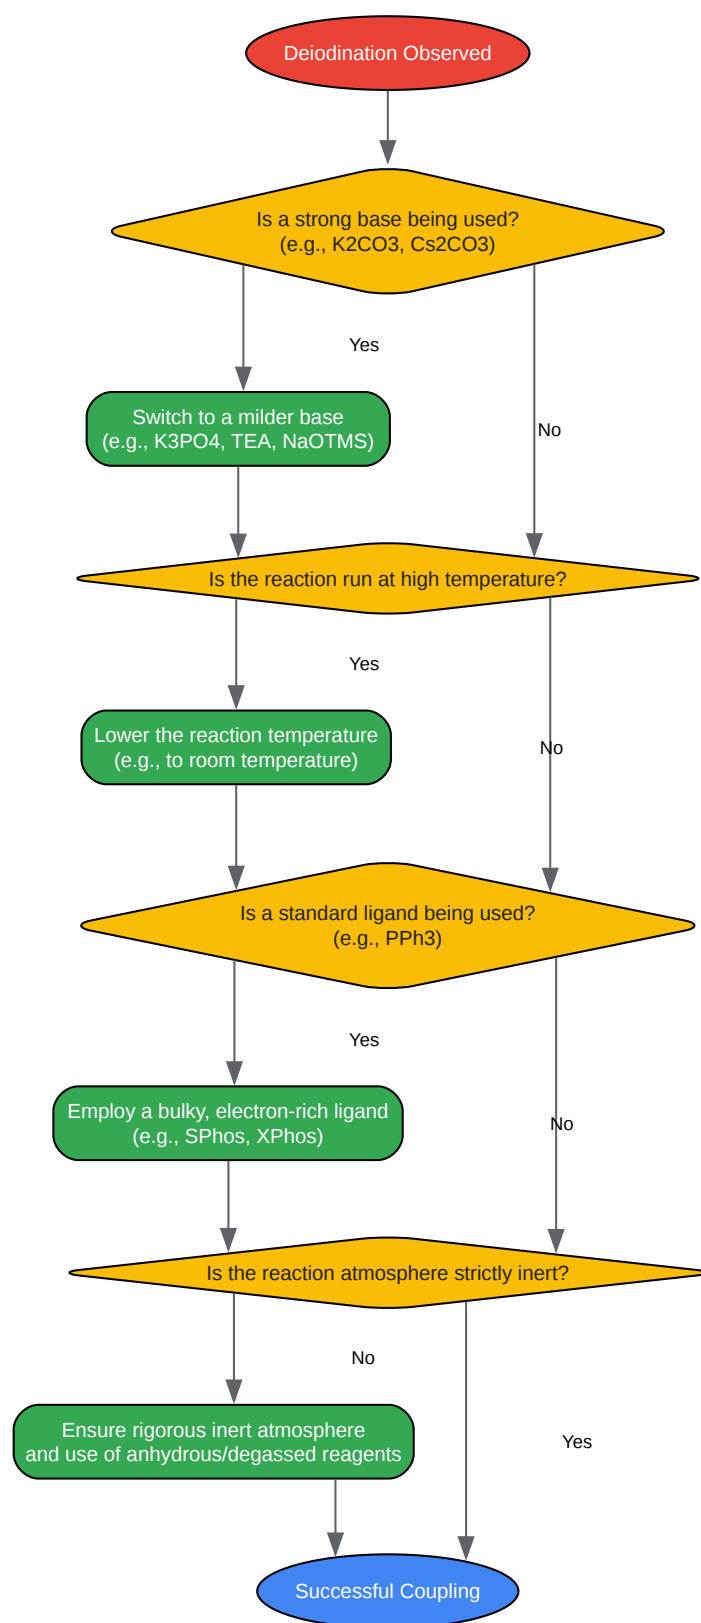 Deiodination Observed
Is a strong base being used?
(e.g., K2CO3, Cs2CO3)
Yes
Switch to a milder base
(e.g., K3PO4, TEA, NaOTMS)
No
Is the reaction run at high temperature?
Yes
Lower the reaction temperature
(e.g., to room temperature)
No
Is a standard ligand being used?
(e.g., PPh3)
Yes
Employ a bulky, electron-rich ligand
(e.g., SPhos, XPhos)
No
Is the reaction atmosphere strictly inert?
No
Ensure rigorous inert atmosphere
and use of anhydrous/degassed reagents
Yes
Successful Coupling